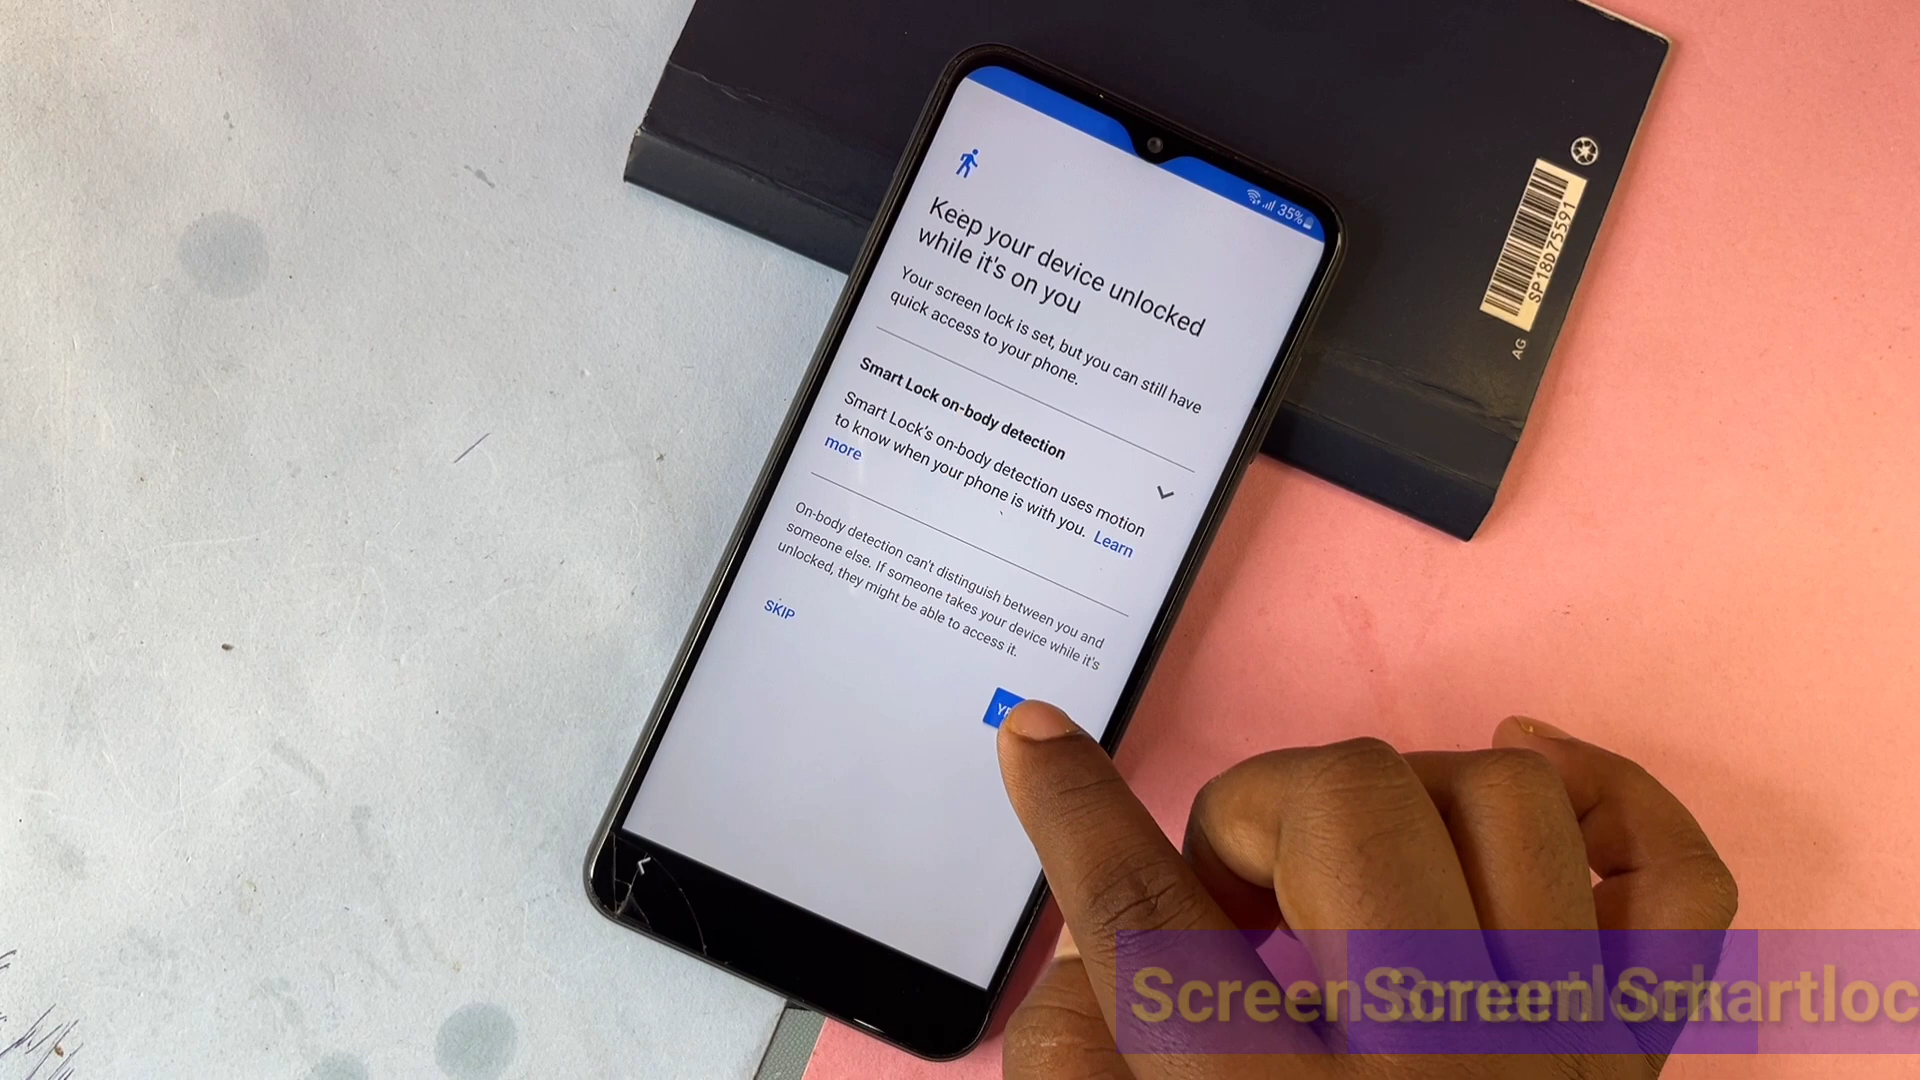 35%
Keep your device unlocked
while it's on you
Your screen lock is set, but you can still have
quick access to your phone.
Smart Lock on-body detection
Smart Lock's on-body detection uses motion
to know when your phone is with you. Learn
more
On-body detection can't distinguish between you and
someone else. If someone takes your device while it's
unlocked, they might be able to access it.
SKIP
SP18D75591
AG
Screen